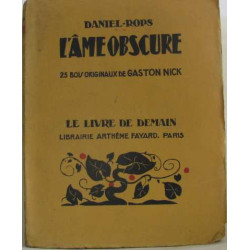 DANIEL-ROPS
L'ÂME OBSCURE
25 BOIS ORIGINAUX DE GASTON NICK
LE LIVRE DE DEMAIN
LIBRAIRIE ARTHÈME FAYARD. PARIS